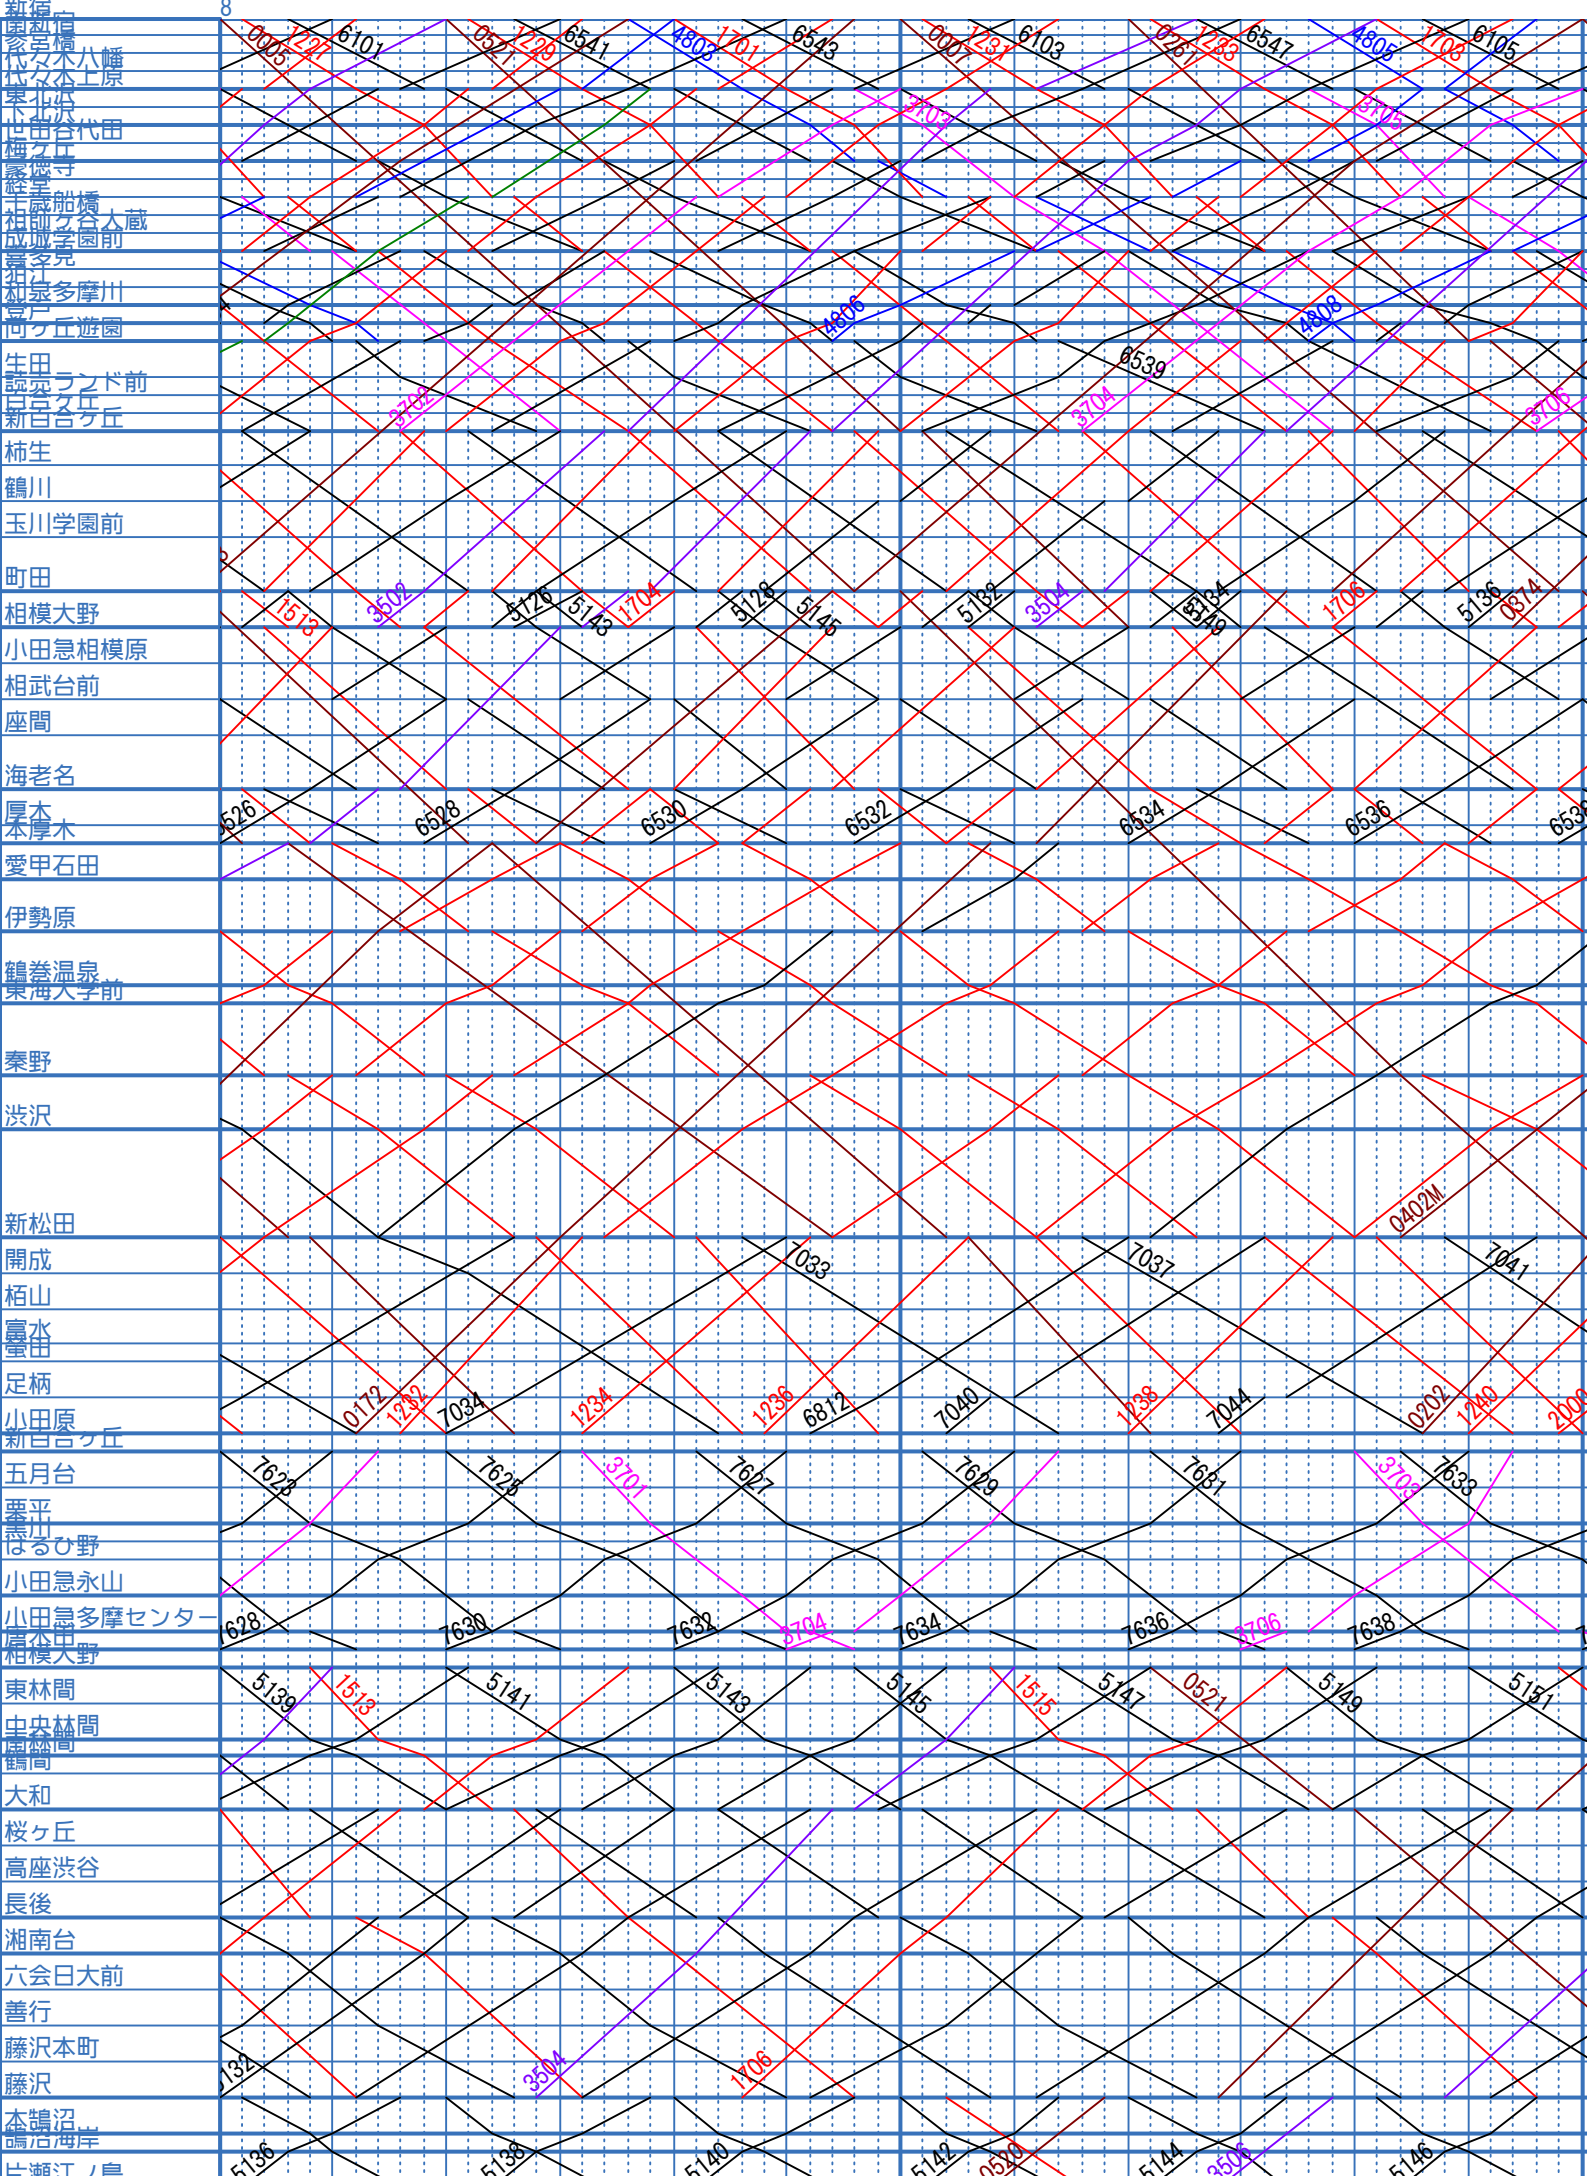 8
新宿
南新宿
参宮橋
代々木八幡
代々木上原
東北沢
下北沢
世田谷代田
梅ヶ丘
豪徳寺
経堂
千歳船橋
祖師ヶ谷大蔵
成城学園前
喜多見
狛江
和泉多摩川
登戸
向ヶ丘遊園
生田
読売ランド前
百合ヶ丘
新百合ヶ丘
柿生
鶴川
玉川学園前
町田
相模大野
小田急相模原
相武台前
座間
海老名
厚木
本厚木
愛甲石田
伊勢原
鶴巻温泉
東海大学前
秦野
渋沢
新松田
開成
栢山
富水
螢田
足柄
小田原
新百合ヶ丘
五月台
栗平
黒川
はるひ野
小田急永山
小田急多摩センター
唐木田
相模大野
東林間
中央林間
南林間
鶴間
大和
桜ヶ丘
高座渋谷
長後
湘南台
六会日大前
善行
藤沢本町
藤沢
本鵠沼
鵠沼海岸
片瀬江ノ島
0005 1227 6101 0521 1229 6541 4803 1701 6543 0007 1231 6103 0261 1233 6547 4805 1703 6105
3703 3705
4806 4808
6539
3702 3704 3706
1513 3502 5126 5143 1704 5128 5145 5132 3504 5134 5149 1706 5136 0374
6528 6530 6532 6534 6536
0402M
7033 7037 7041
0172 1232 7034 1234 1236 6812 7040 1238 7044 0202 1240
7623 7625 3701 7627 7629 7631 3703 7633
7628 7630 7632 3704 7634 7636 3706 7638
5139 1513 5141 5143 5145 1515 5147 0521 5149 5151
3504 1706
5136 5138 5140 5142 0520 5144 3506 5146